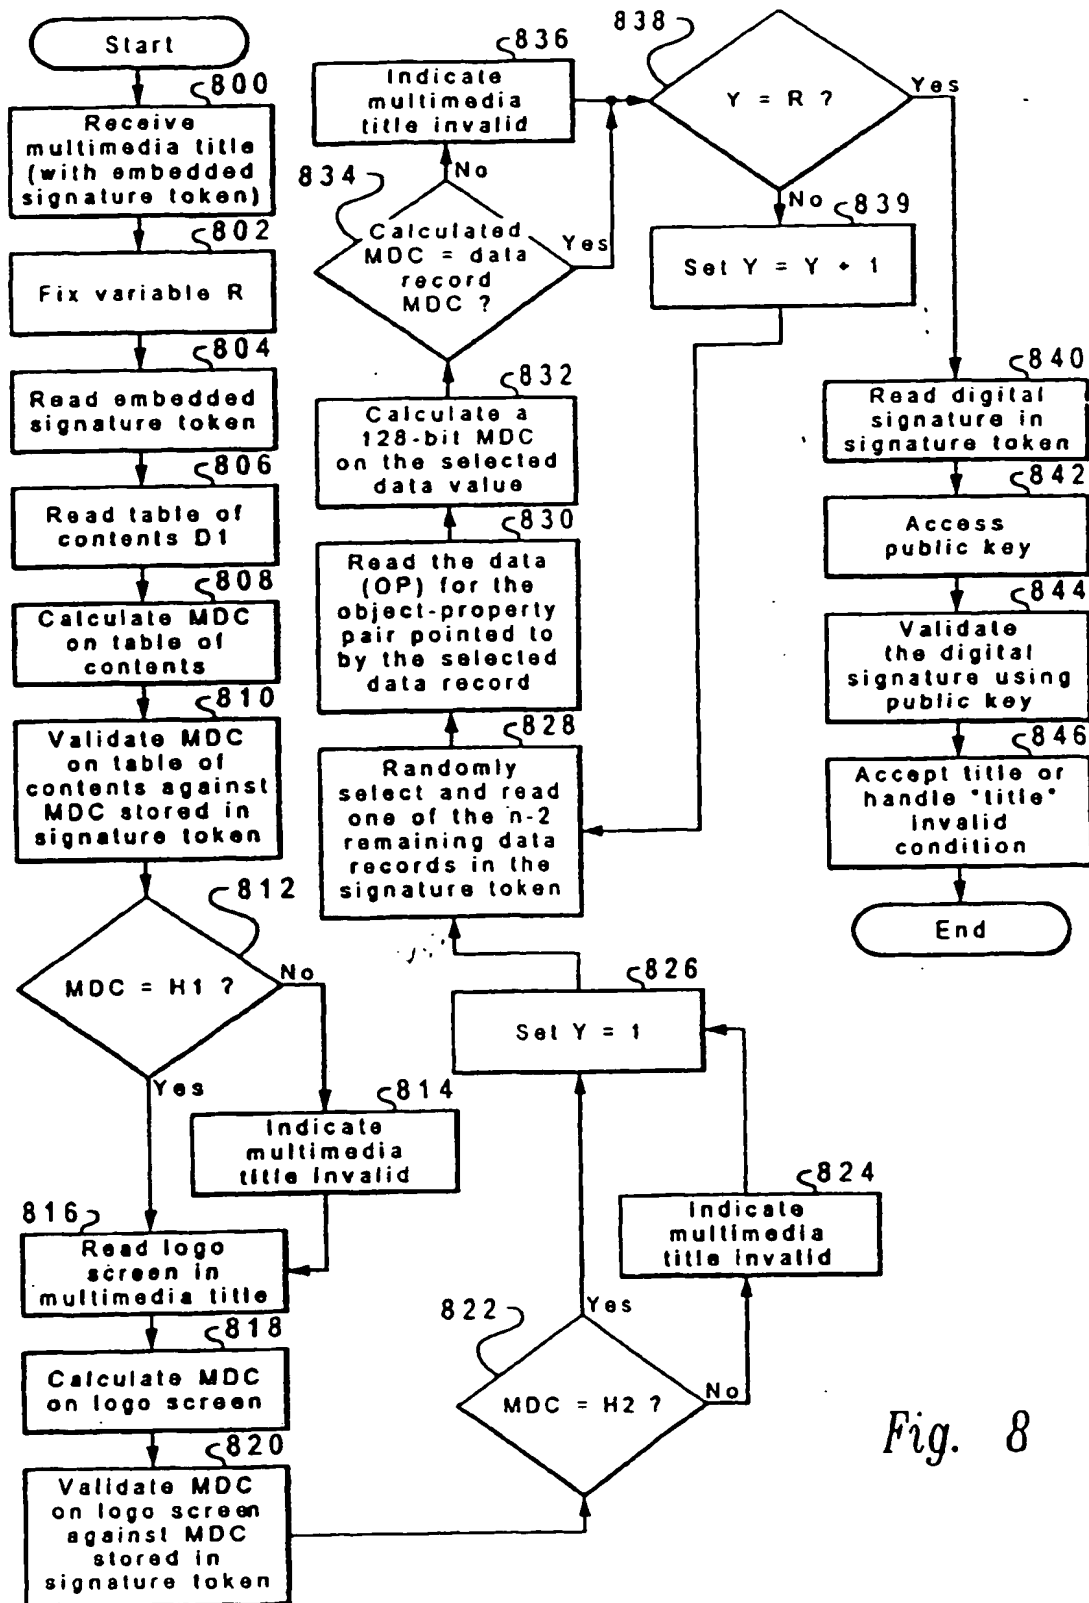 Start
800
Receive
multimedia title
(with embedded
signature token)
802
Fix variable R
804
Read embedded
signature token
806
Read table of
contents D1
808
Calculate MDC
on table of
contents
810
Validate MDC
on table of
contents against
MDC stored in
signature token
812
MDC = H1 ?
No
Yes
814
Indicate
multimedia
title invalid
816
Read logo
screen in
multimedia title
818
Calculate MDC
on logo screen
820
Validate MDC
on logo screen
against MDC
stored in
signature token
822
MDC = H2 ?
Yes
No
824
Indicate
multimedia
title invalid
826
Set Y = 1
828
Randomly
select and read
one of the n-2
remaining data
records in the
signature token
830
Read the data
(OP) for the
object-property
pair pointed to
by the selected
data record
832
Calculate a
128-bit MDC
on the selected
data value
834
Calculated
MDC = data
record
MDC ?
No
Yes
836
Indicate
multimedia
title invalid
838
Y = R ?
Yes
No
839
Set Y = Y + 1
840
Read digital
signature in
signature token
842
Access
public key
844
Validate
the digital
signature using
public key
846
Accept title or
handle "title"
invalid
condition
End
Fig. 8